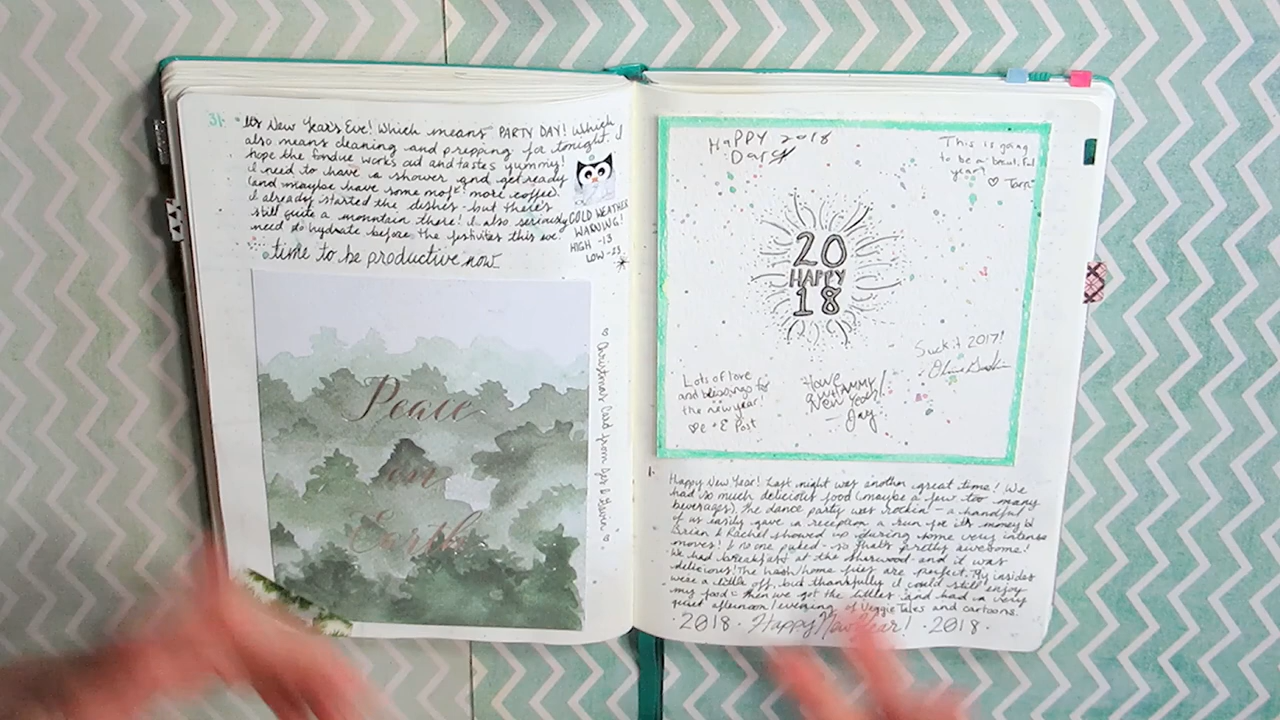 31. It's New Year's Eve! Which means PARTY DAY! Which
also means cleaning and prepping for tonight. I
hope the fondue works out and tastes yummy!
I need to have a shower and get ready
(and maybe have some more coffee.
I already started the dishes but there's
still quite a mountain there! I also seriously
need to hydrate before the festivites this eve.
time to be productive now
COLD WEATHER
WARNING!
HIGH -13
LOW
Peace
on
Earth
Christmas Card from
HAPPY 2018
This is going
to be a beautiful
year!
20
HAPPY
18
Suck it 2017!
Lots of love
and blessings for
the new year!
E Post
Have
a HAPPY
New Year!
- Jay
1.
Happy New Year! Last night was another great time! We
had so much delicious food (maybe a few too many
beverages). The dance party was rockin' - a handful
of us easily gave a reception a run for it's money!
Brian & Rachel showed up during some very intense
moves! & no one puked - so that's pretty awesome!
We had breakfast at the sherwood and it was
delicious! The hash/home fries are perfect. My insides
were a little off, but thankfully I could still enjoy
my food - then we got the littles and had a very
quiet afternoon/evening of VeggieTales and cartoons.
· 2018 · Happy New Year! · 2018 ·